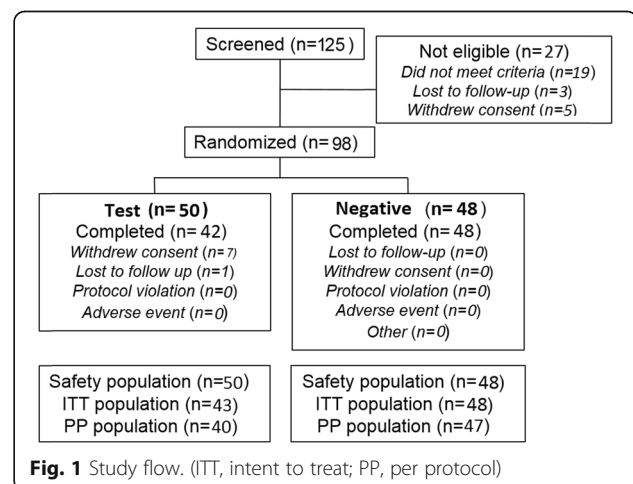 Screened (n=125)
Not eligible (n=27)
Did not meet criteria (n=19)
Lost to follow-up (n=3)
Withdrew consent (n=5)
Randomized (n=98)
Test (n=50)
Completed (n=42)
Withdrew consent (n=7)
Lost to follow up (n=1)
Protocol violation (n=0)
Adverse event (n=0)
Negative (n=48)
Completed (n=48)
Lost to follow-up (n=0)
Withdrew consent (n=0)
Protocol violation (n=0)
Adverse event (n=0)
Other (n=0)
Safety population (n=50)
ITT population (n=43)
PP population (n=40)
Safety population (n=48)
ITT population (n=48)
PP population (n=47)
Fig. 1 Study flow. (ITT, intent to treat; PP, per protocol)